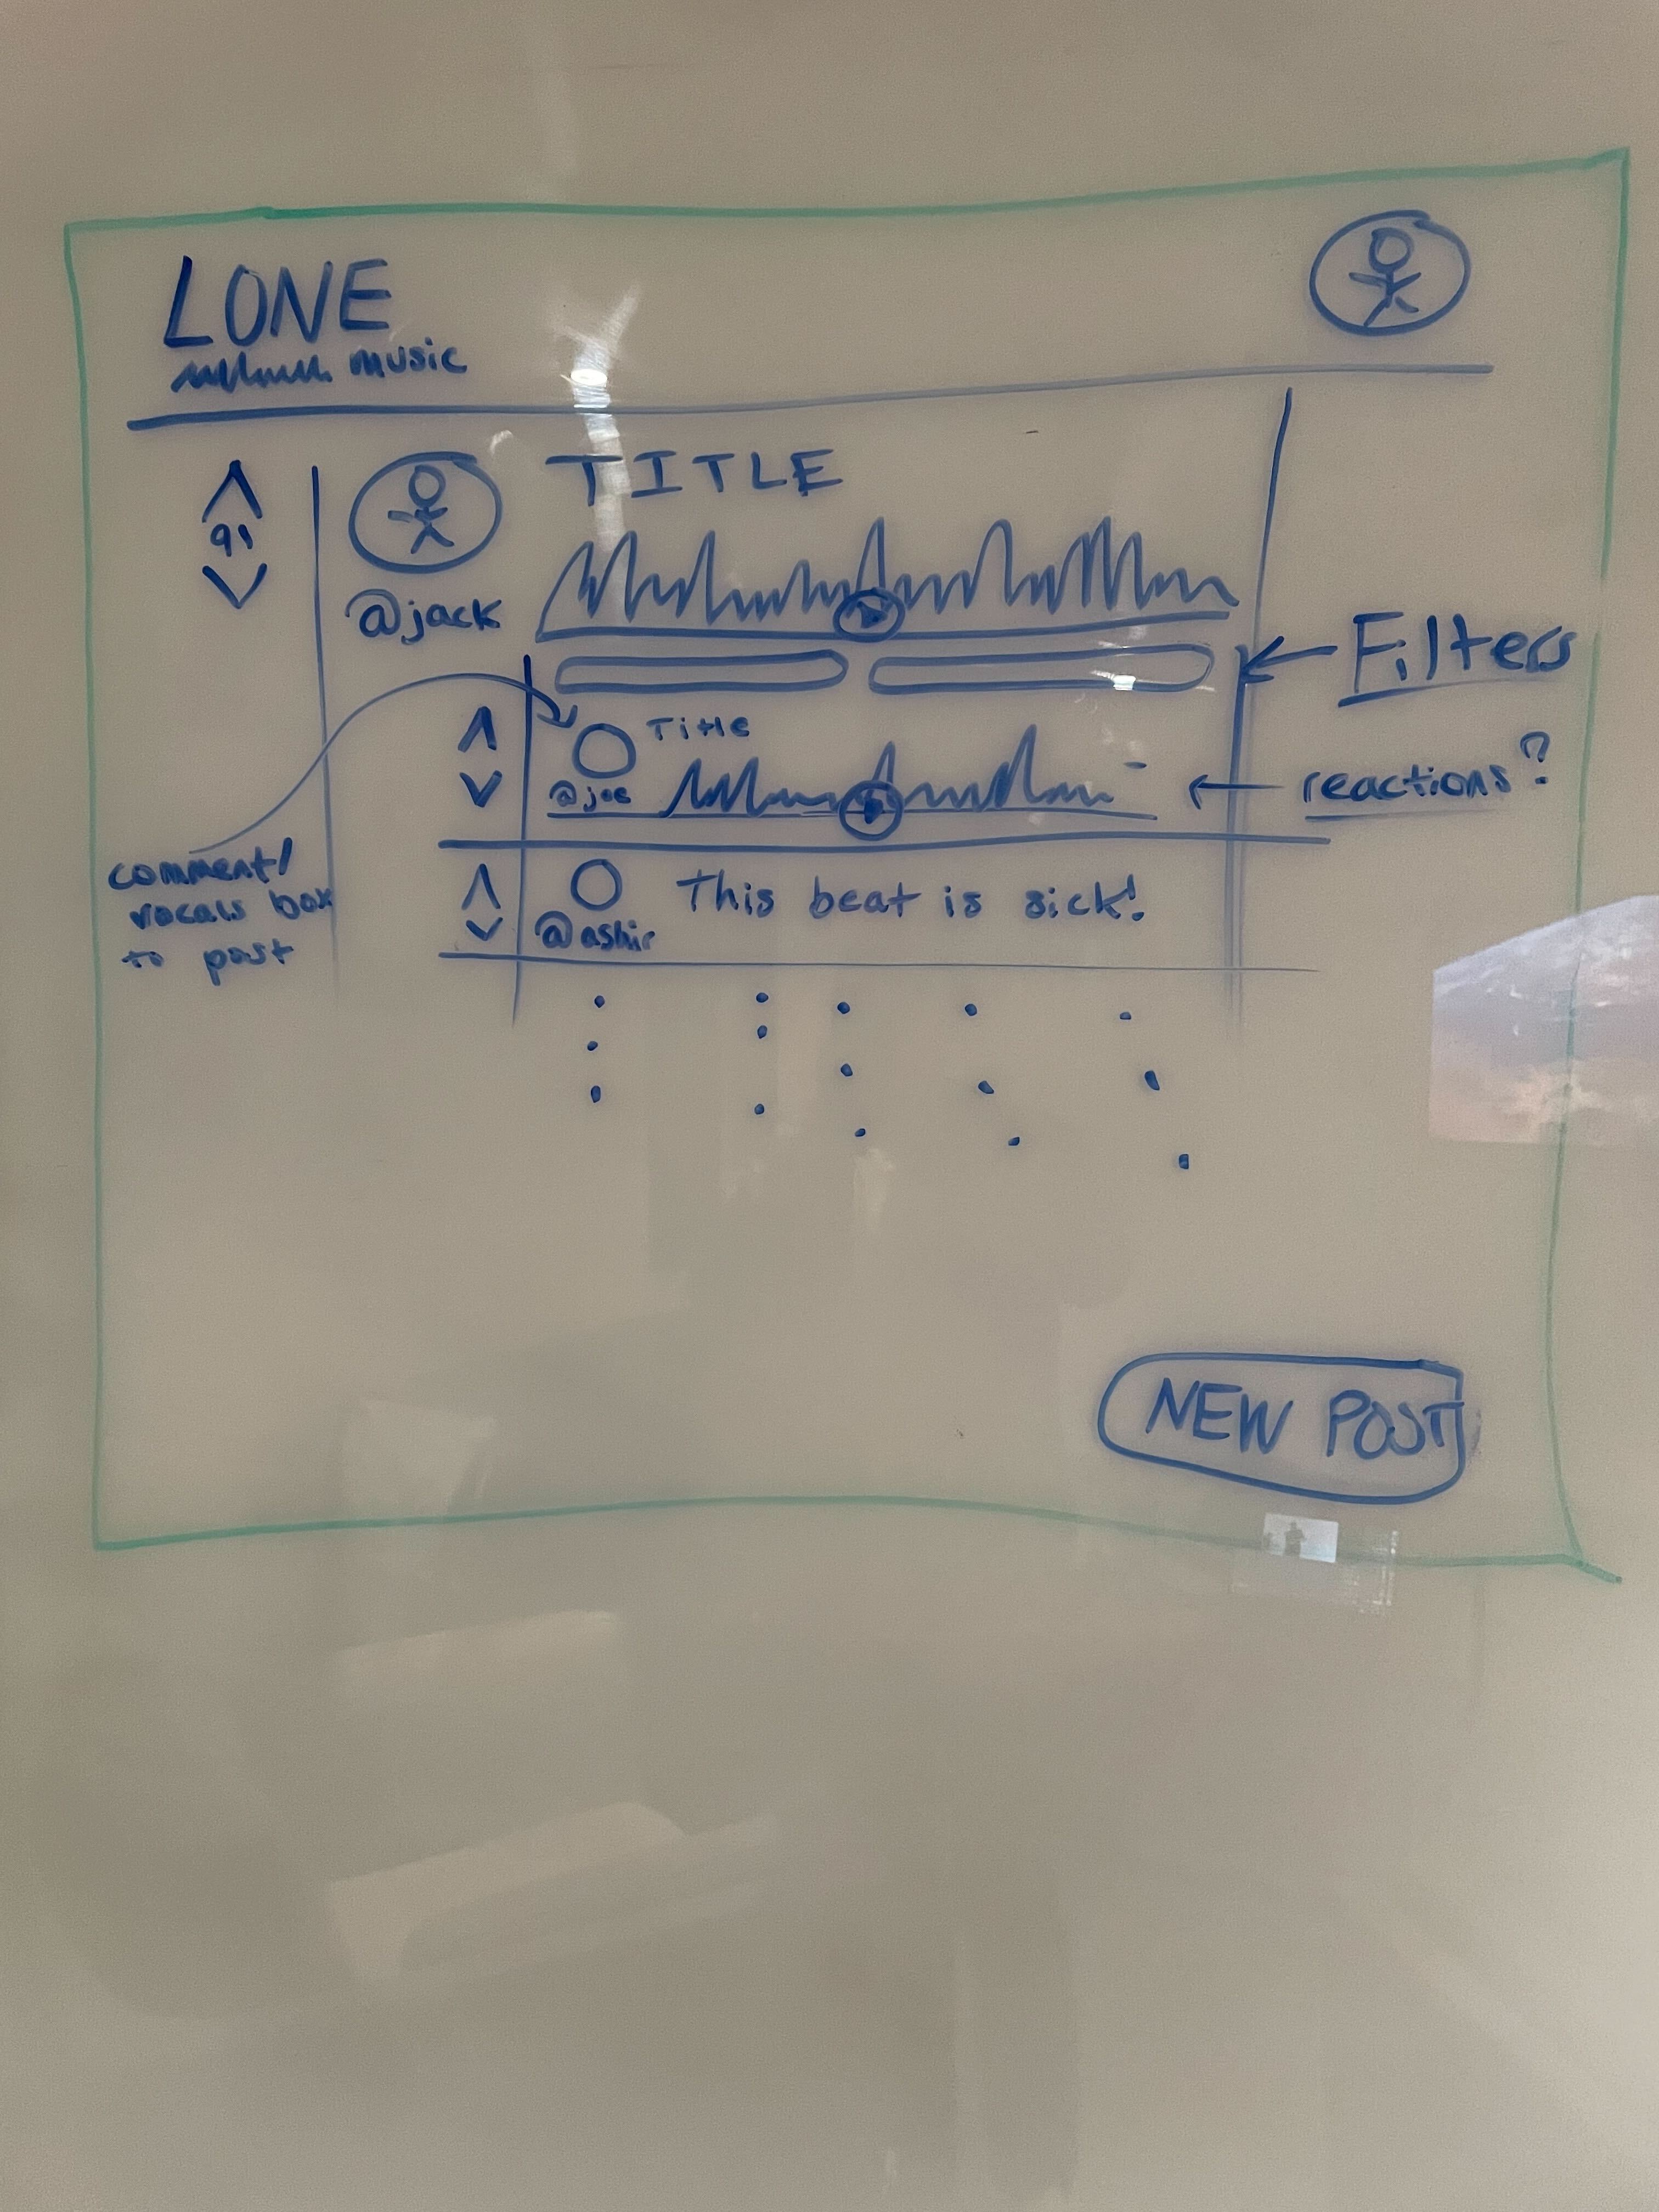 LONE
music
TITLE
91
@jack
Filters
Title
@joe
reactions?
comment/
vocals box
to post
This beat is sick!
@ashir
NEW POST